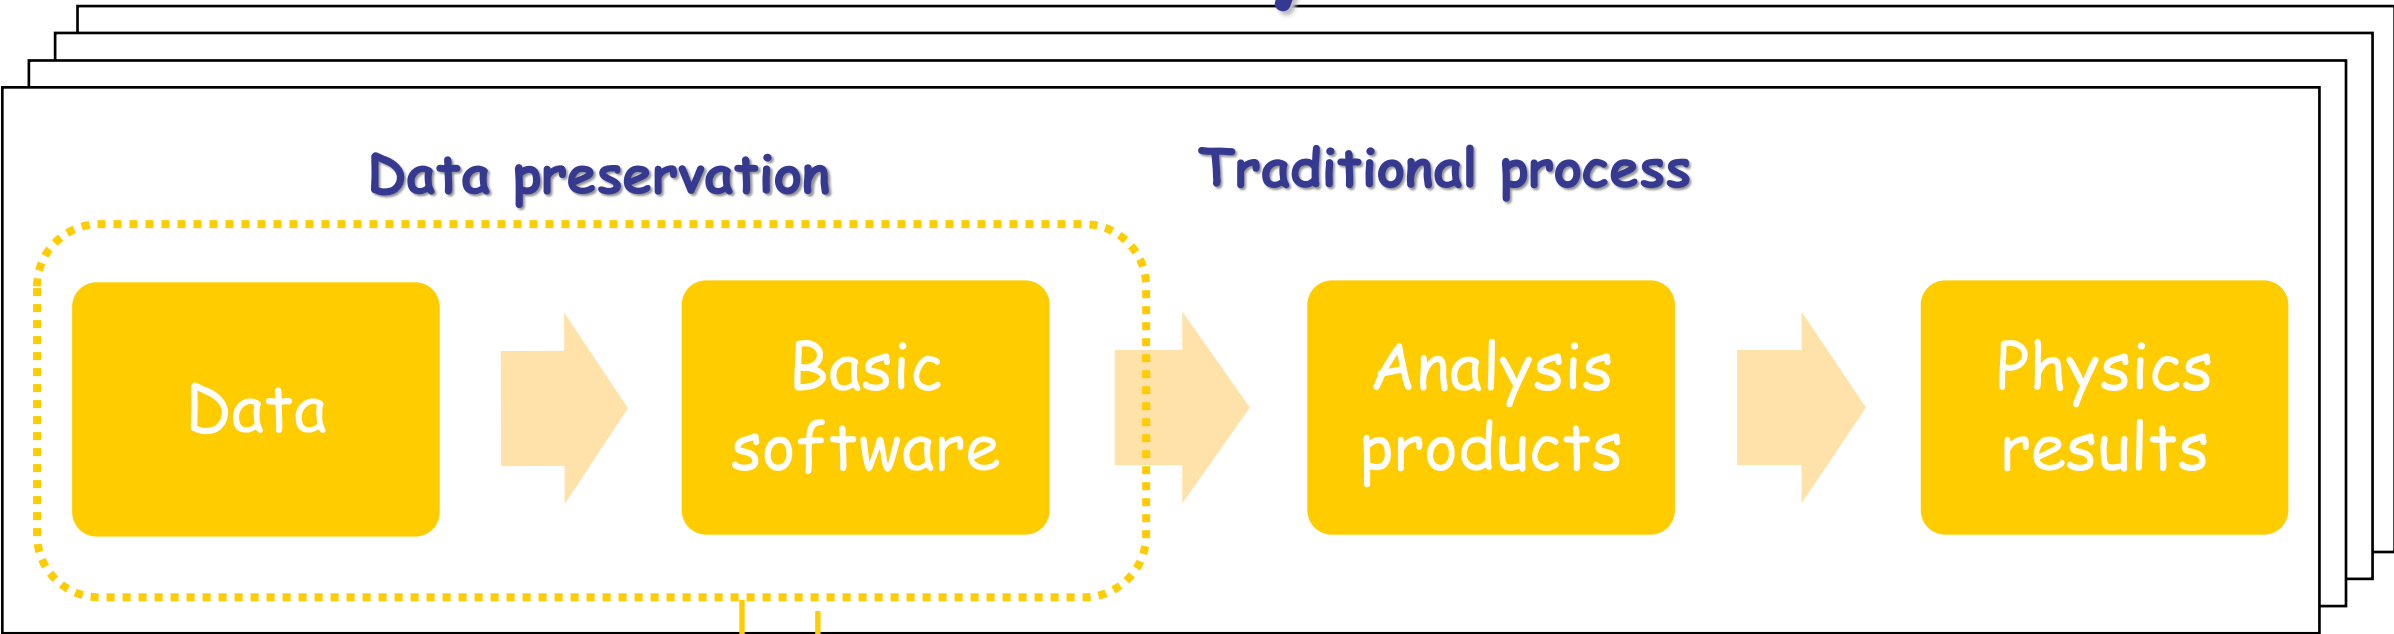 Data preservation
Traditional process
Data
Basic
software
Analysis
products
Physics
results